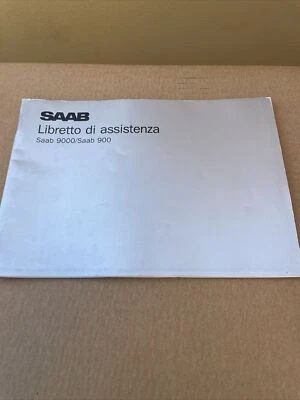 SAAB
Libretto di assistenza
Saab 9000/Saab 900